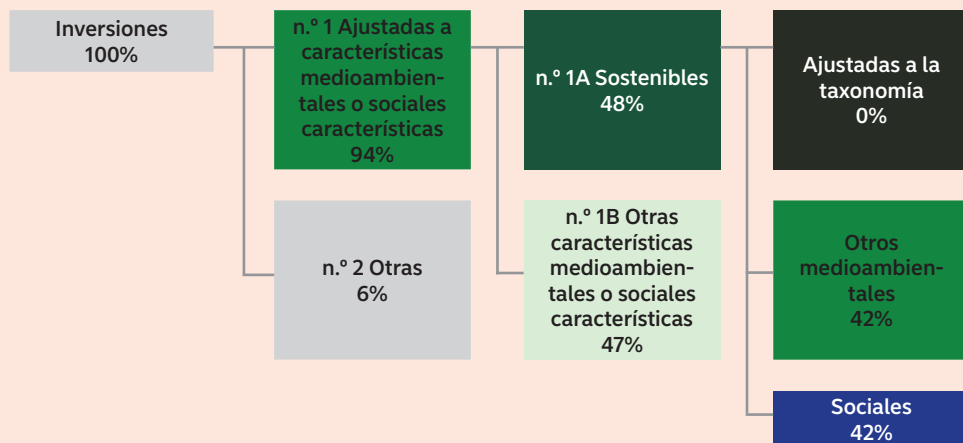 Inversiones
100%
n.º 1 Ajustadas a
características
medioambien-
tales o sociales
características
94%
n.º 2 Otras
6%
n.º 1A Sostenibles
48%
n.º 1B Otras
características
medioambien-
tales o sociales
características
47%
Ajustadas a la
taxonomía
0%
Otros
medioambien-
tales
42%
Sociales
42%